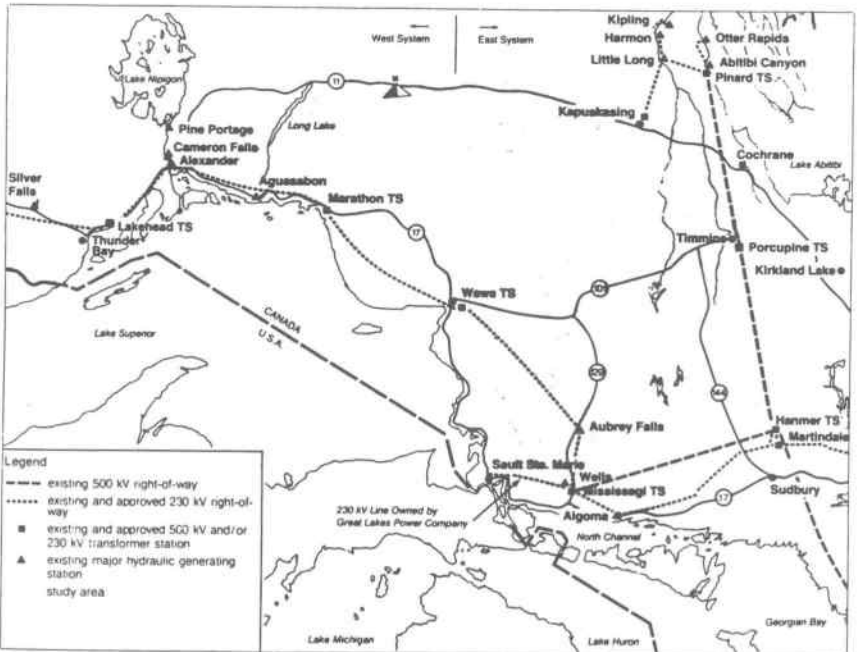 West System
East System
Kipling
Harmon
Little Long
Otter Rapids
Abitibi Canyon
Pinard TS
Lake Nipigon
11
Long Lake
Kapuskasing
Pine Portage
Cameron Falls
Alexander
Cochrane
Lake Abitibi
Silver
Falls
Aguasabon
Marathon TS
Lakehead TS
Thunder
Bay
17
Timmins
Porcupine TS
Kirkland Lake
Wawa TS
101
CANADA
U.S.A.
Lake Superior
129
144
Aubrey Falls
Hanmer TS
Martindale
Legend
existing 500 kV right-of-way
existing and approved 230 kV right-of-
way
existing and approved 500 kV and/or
230 kV transformer station
existing major hydraulic generating
station
study area
Sault Ste. Marie
Wells
Mississagi TS
Sudbury
230 kV Line Owned by
Great Lakes Power Company
Algoma
17
North Channel
Georgian Bay
Lake Michigan
Lake Huron